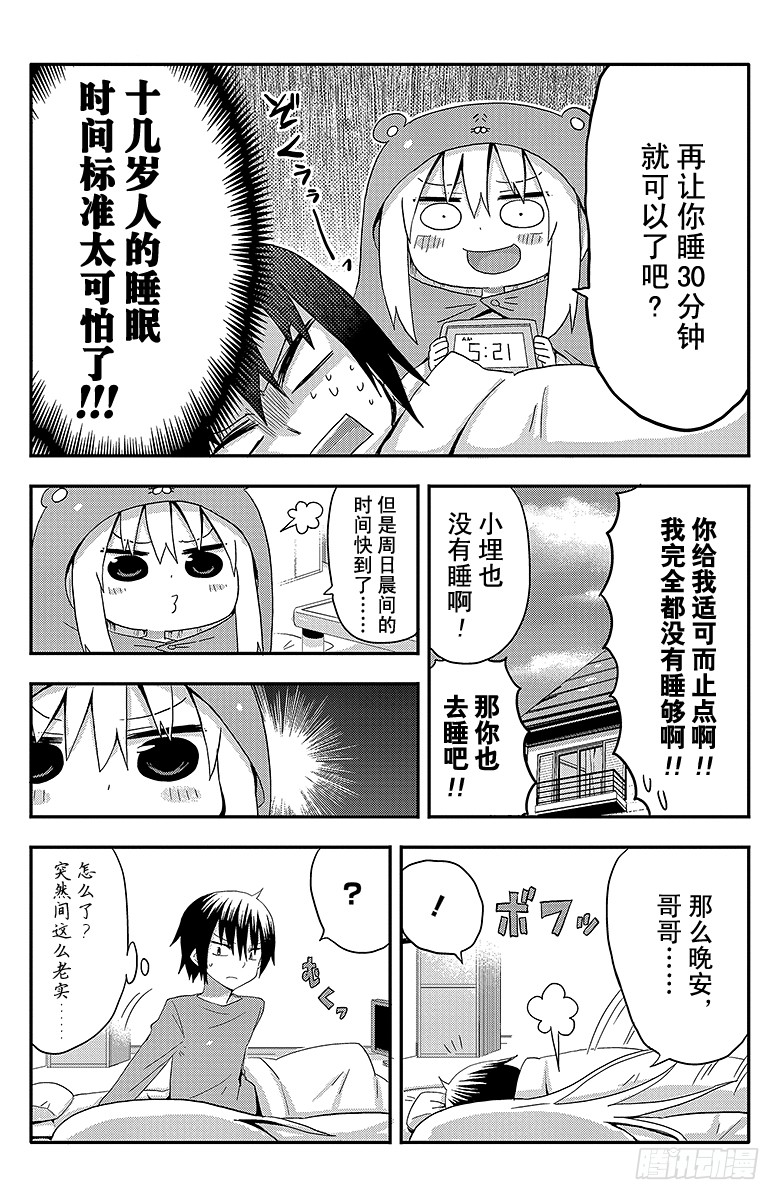 再让你睡30分钟
就可以了吧？
AM
5:21
ずくぅ～ん
十几岁人的睡眠
时间标准太可怕了!!!
你给我适可而止点啊!!
我完全都没有睡够啊!!
小埋也
没有睡啊！
那你也
去睡吧!!
但是周日晨间的
时间快到了……
那么晚安，
哥哥……
ボフッ
！
？
むくっ
怎么了？
突然间这么老实……
腾讯动漫